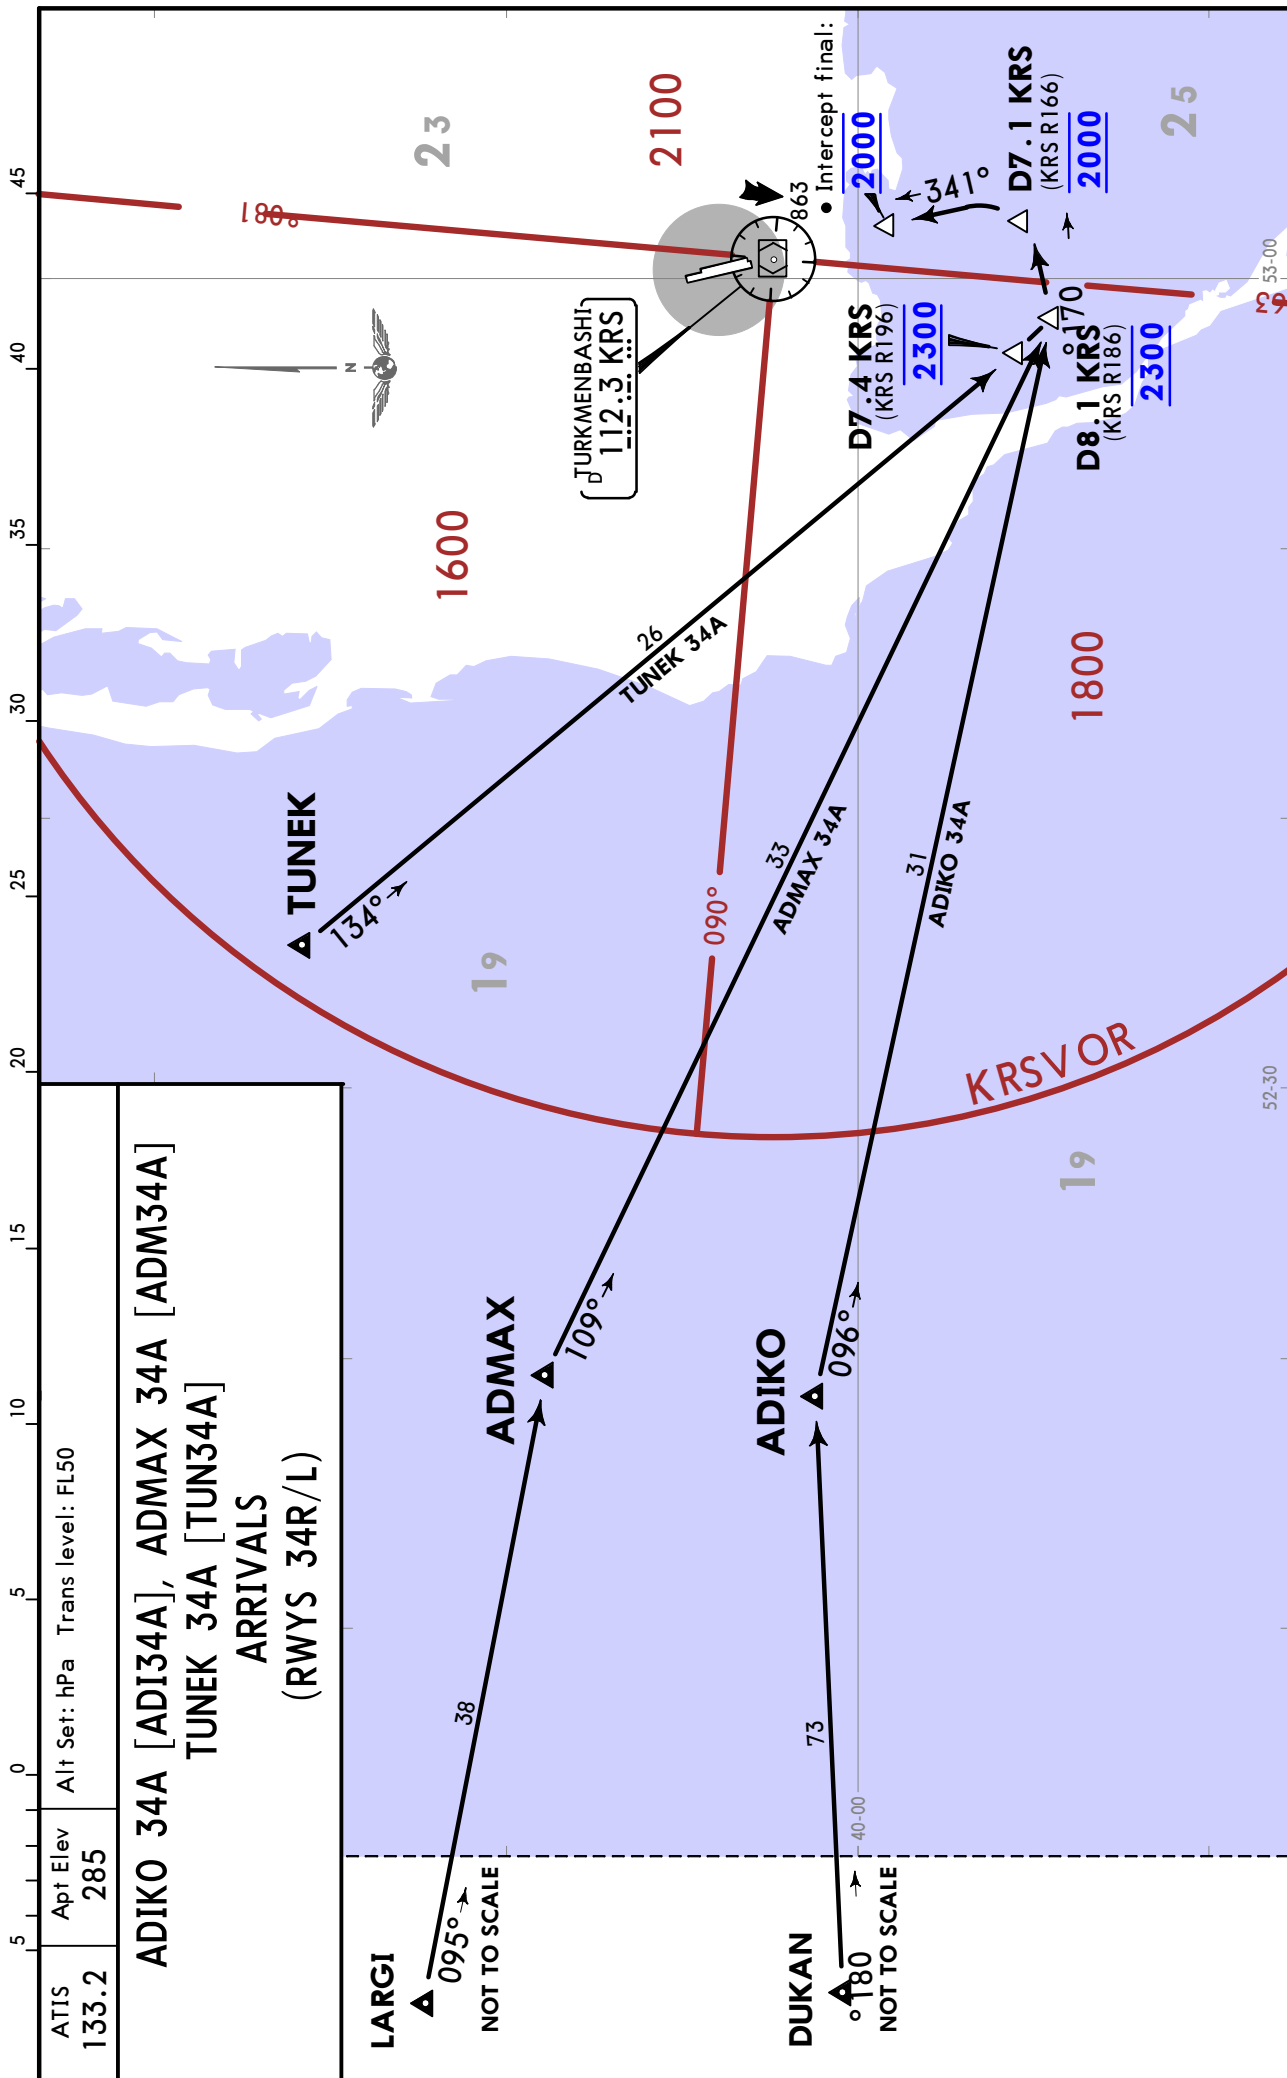 ATIS
133.2
Apt Elev
285
Alt Set: hPa Trans level: FL50
ADIKO 34A [ADI34A], ADMAX 34A [ADM34A]
TUNEK 34A [TUN34A]
ARRIVALS
(RWYS 34R/L)
5 0 5 10 15 20 25 30 35 40 45
180°
23
2100
1600
N
TURKMENBASHI
D 112.3 KRS
863
• Intercept final:
2000
341°
D7.1 KRS
(KRS R166)
2000
25
TUNEK
134°
26
TUNEK 34A
19
090°
LARGI
095°
NOT TO SCALE
38
ADMAX
109°
33
ADMAX 34A
DUKAN
081°
NOT TO SCALE
73
ADIKO
096°
31
ADIKO 34A
D7.4 KRS
(KRS R196)
2300
071°
D8.1 KRS
(KRS R186)
2300
1800
KRSVOR
19
40-00
52-30
53-00